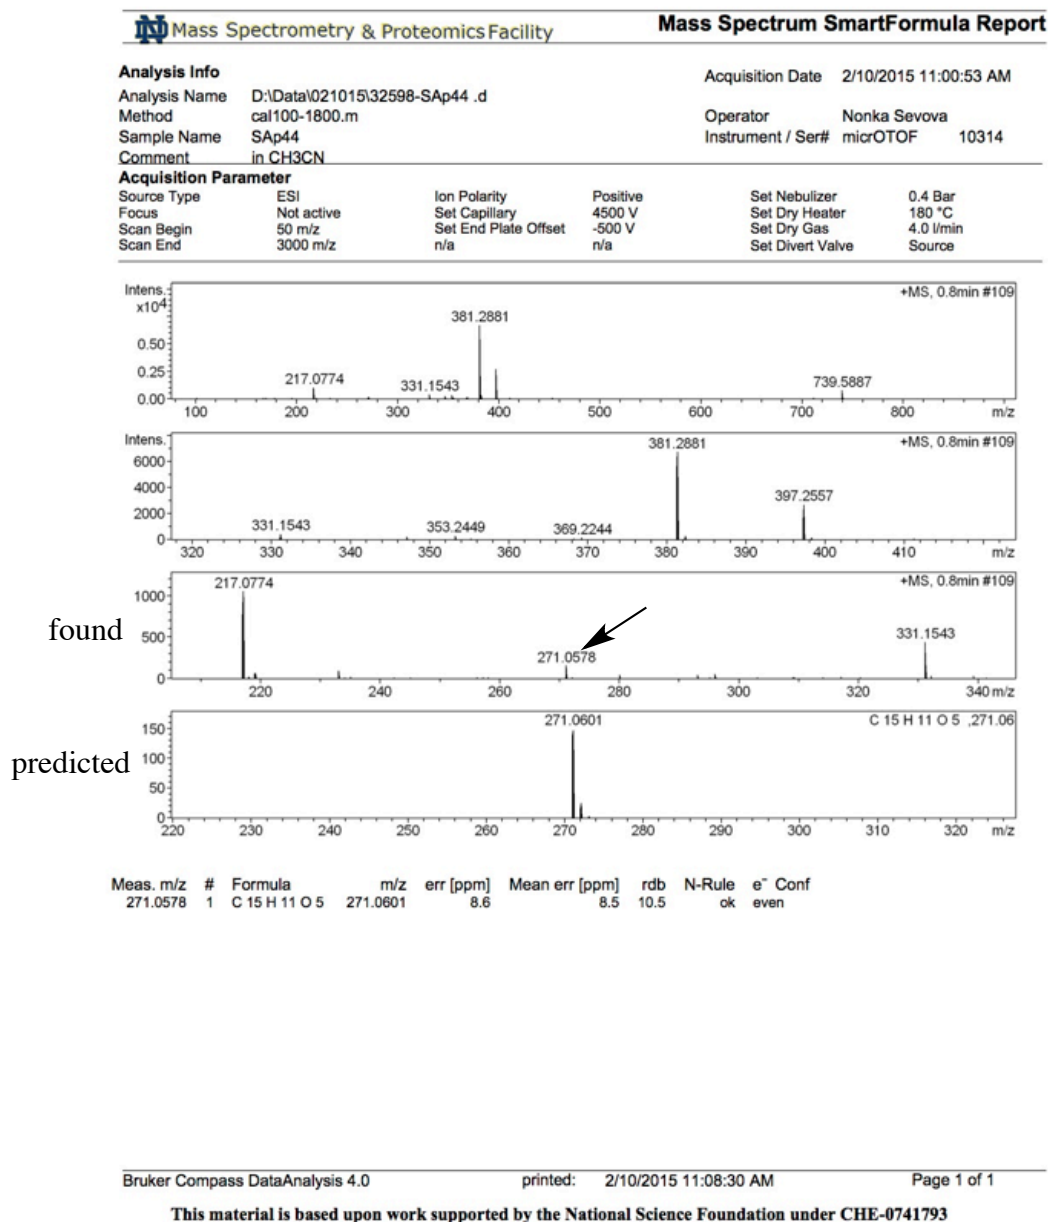 ND Mass Spectrometry & Proteomics Facility Mass Spectrum SmartFormula Report
Analysis Info Acquisition Date 2/10/2015 11:00:53 AM
Analysis Name D:\Data\021015\32598-SAp44 .d
Method cal100-1800.m Operator Nonka Sevova
Sample Name SAp44 Instrument / Ser# micrOTOF 10314
Comment in CH3CN
Acquisition Parameter
Source Type ESI Ion Polarity Positive Set Nebulizer 0.4 Bar
Focus Not active Set Capillary 4500 V Set Dry Heater 180 °C
Scan Begin 50 m/z Set End Plate Offset -500 V Set Dry Gas 4.0 l/min
Scan End 3000 m/z n/a n/a Set Divert Valve Source
Intens. +MS, 0.8min #109
x10⁴
381.2881
0.50
0.25 217.0774 331.1543 739.5887
0.00
100 200 300 400 500 600 700 800 m/z
Intens. 381.2881 +MS, 0.8min #109
6000
4000 397.2557
2000 331.1543 353.2449 369.2244
0
320 330 340 350 360 370 380 390 400 410 m/z
217.0774 +MS, 0.8min #109
1000
found 500 271.0578 331.1543
0
220 240 260 280 300 320 340 m/z
271.0601 C 15 H 11 O 5 ,271.06
150
predicted 100
50
0
220 230 240 250 260 270 280 290 300 310 320 m/z
Meas. m/z # Formula m/z err [ppm] Mean err [ppm] rdb N-Rule e⁻ Conf
271.0578 1 C 15 H 11 O 5 271.0601 8.6 8.5 10.5 ok even
Bruker Compass DataAnalysis 4.0 printed: 2/10/2015 11:08:30 AM Page 1 of 1
This material is based upon work supported by the National Science Foundation under CHE-0741793